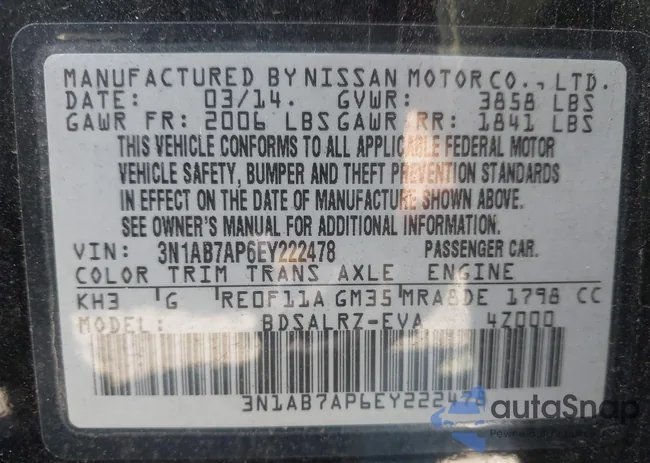 MANUFACTURED BY NISSAN MOTOR CO., LTD.
DATE: 03/14. GVWR: 3858 LBS
GAWR FR: 2006 LBS GAWR RR: 1841 LBS
THIS VEHICLE CONFORMS TO ALL APPLICABLE FEDERAL MOTOR
VEHICLE SAFETY, BUMPER AND THEFT PREVENTION STANDARDS
IN EFFECT ON THE DATE OF MANUFACTURE SHOWN ABOVE.
SEE OWNER'S MANUAL FOR ADDITIONAL INFORMATION.
VIN: 3N1AB7AP6EY222478 PASSENGER CAR.
COLOR TRIM TRANS AXLE ENGINE
KH3 G RE0F11A GM35 MRA8DE 1798 CC
MODEL: BDSALRZ-EVA 4Z000
3N1AB7AP6EY222478
autoSnap
Powered by